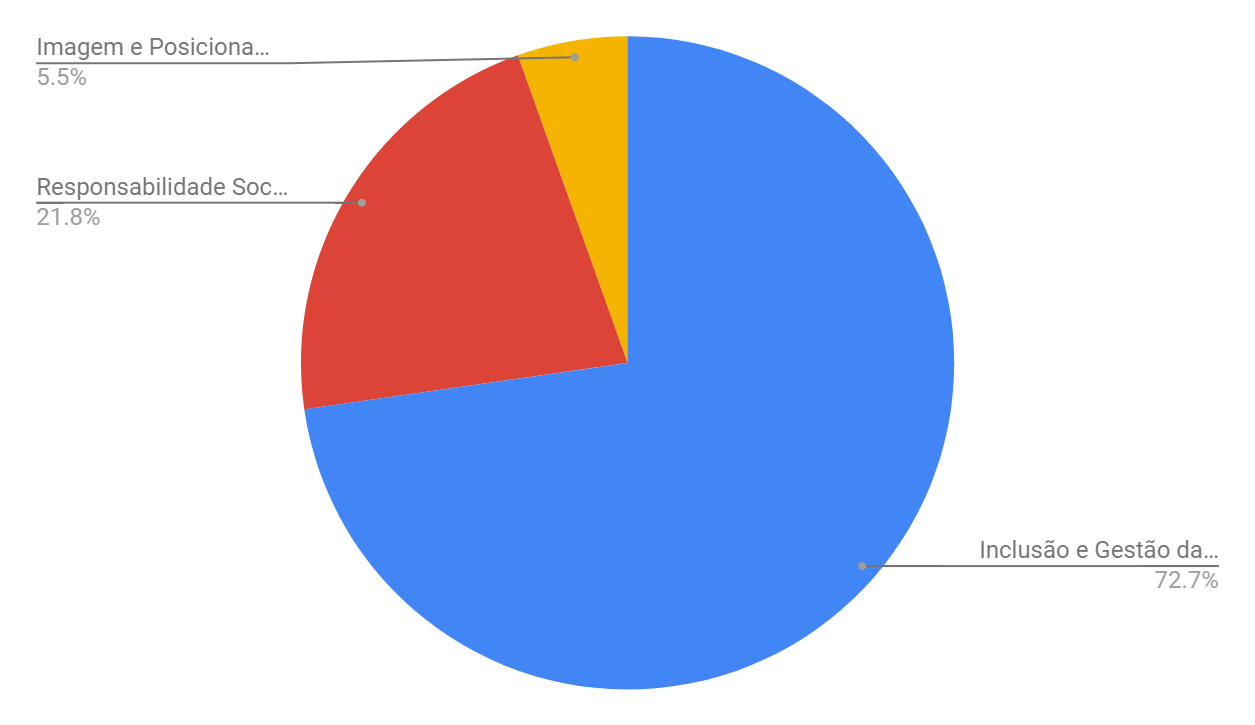 Imagem e Posiciona...
5.5%
Responsabilidade Soc...
21.8%
Inclusão e Gestão da...
72.7%